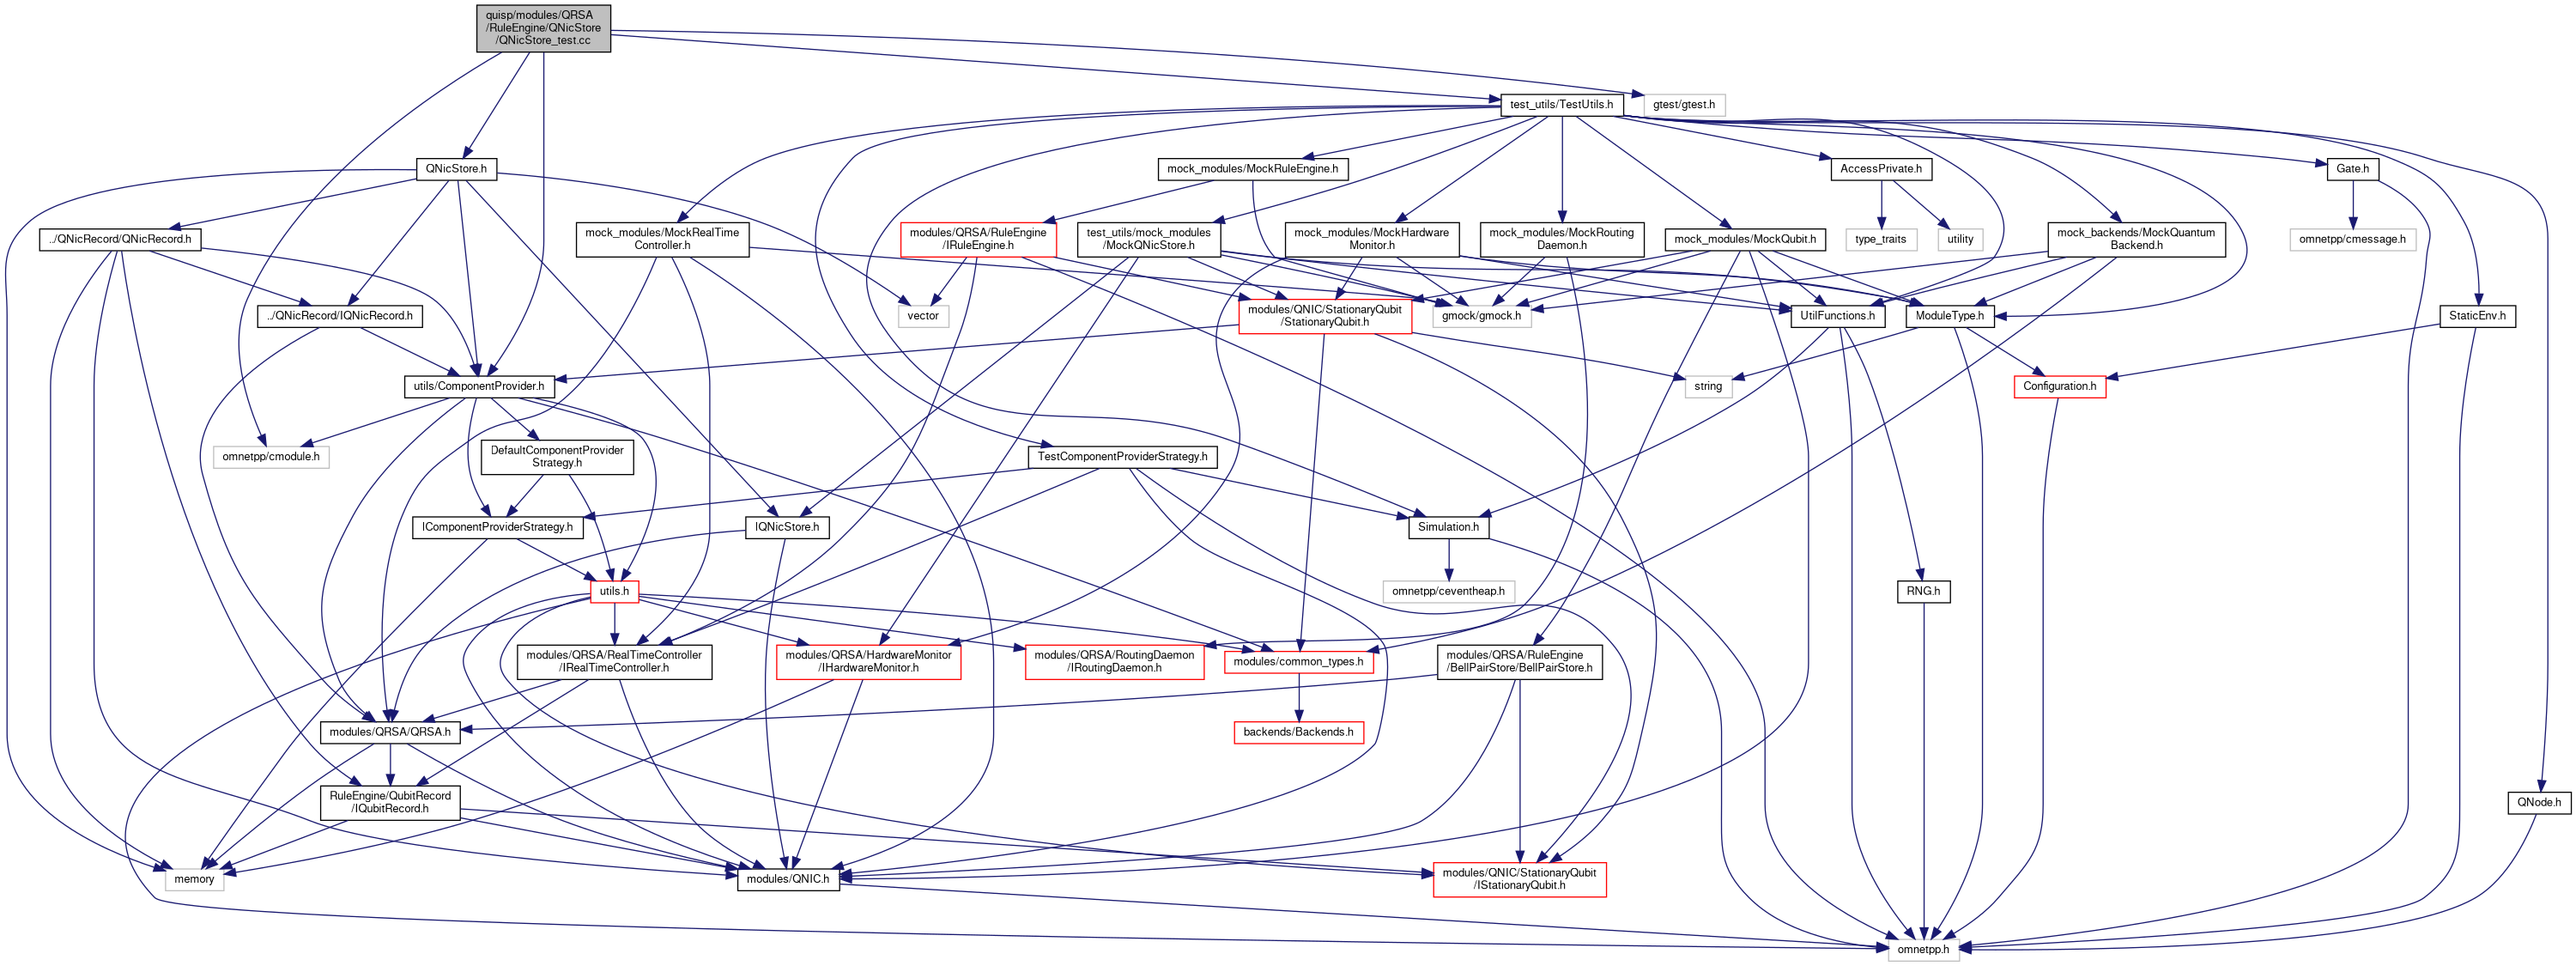 quisp/modules/QRSA
/RuleEngine/QNicStore
/QNicStore_test.cc
test_utils/TestUtils.h
gtest/gtest.h
QNicStore.h
mock_modules/MockRuleEngine.h
AccessPrivate.h
Gate.h
../QNicRecord/QNicRecord.h
mock_modules/MockRealTime
Controller.h
modules/QRSA/RuleEngine
/IRuleEngine.h
test_utils/mock_modules
/MockQNicStore.h
mock_modules/MockHardware
Monitor.h
mock_modules/MockRouting
Daemon.h
mock_modules/MockQubit.h
type_traits
utility
mock_backends/MockQuantum
Backend.h
omnetpp/cmessage.h
../QNicRecord/IQNicRecord.h
vector
gmock/gmock.h
modules/QNIC/StationaryQubit
/StationaryQubit.h
UtilFunctions.h
ModuleType.h
StaticEnv.h
utils/ComponentProvider.h
string
Configuration.h
omnetpp/cmodule.h
DefaultComponentProvider
Strategy.h
TestComponentProviderStrategy.h
IComponentProviderStrategy.h
IQNicStore.h
Simulation.h
utils.h
omnetpp/ceventheap.h
RNG.h
modules/QRSA/RealTimeController
/IRealTimeController.h
modules/QRSA/HardwareMonitor
/IHardwareMonitor.h
modules/QRSA/RoutingDaemon
/IRoutingDaemon.h
modules/common_types.h
modules/QRSA/RuleEngine
/BellPairStore/BellPairStore.h
modules/QRSA/QRSA.h
backends/Backends.h
RuleEngine/QubitRecord
/IQubitRecord.h
QNode.h
memory
modules/QNIC.h
modules/QNIC/StationaryQubit
/IStationaryQubit.h
omnetpp.h